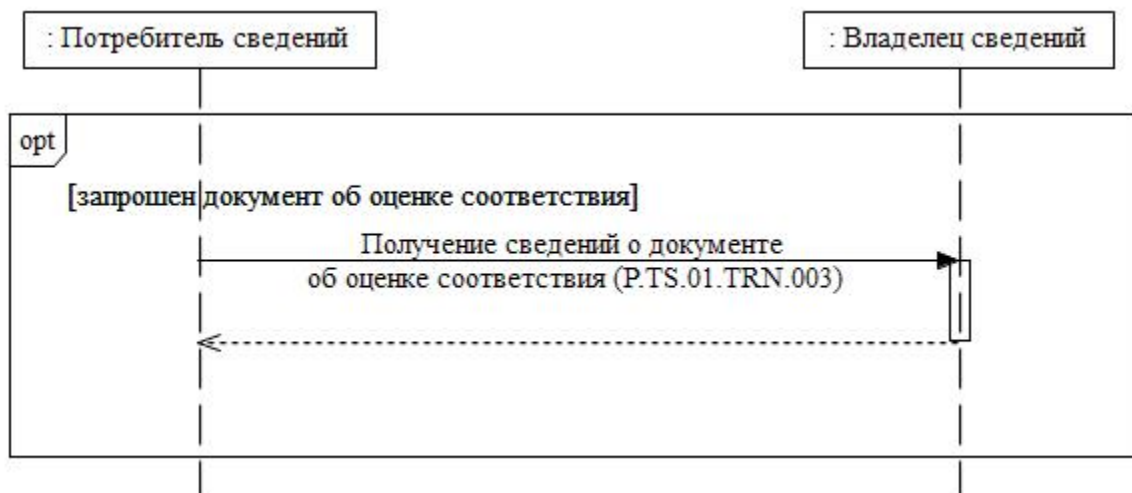 : Потребитель сведений
: Владелец сведений
opt
[запрошен документ об оценке соответствия]
Получение сведений о документе
об оценке соответствия (P.TS.01.TRN.003)